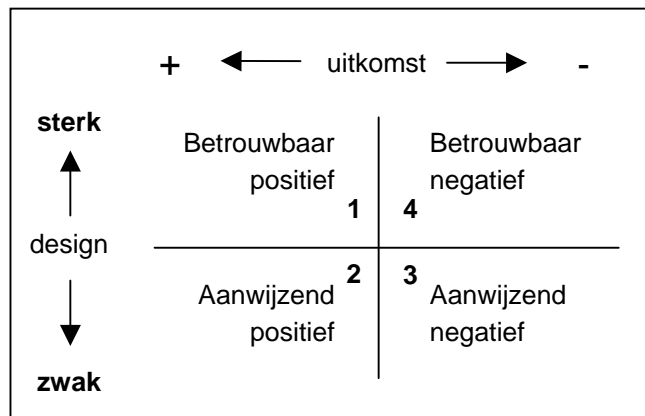 + uitkomst -
sterk
design
zwak
Betrouwbaar
positief
1
Betrouwbaar
negatief
4
2
Aanwijzend
positief
3
Aanwijzend
negatief